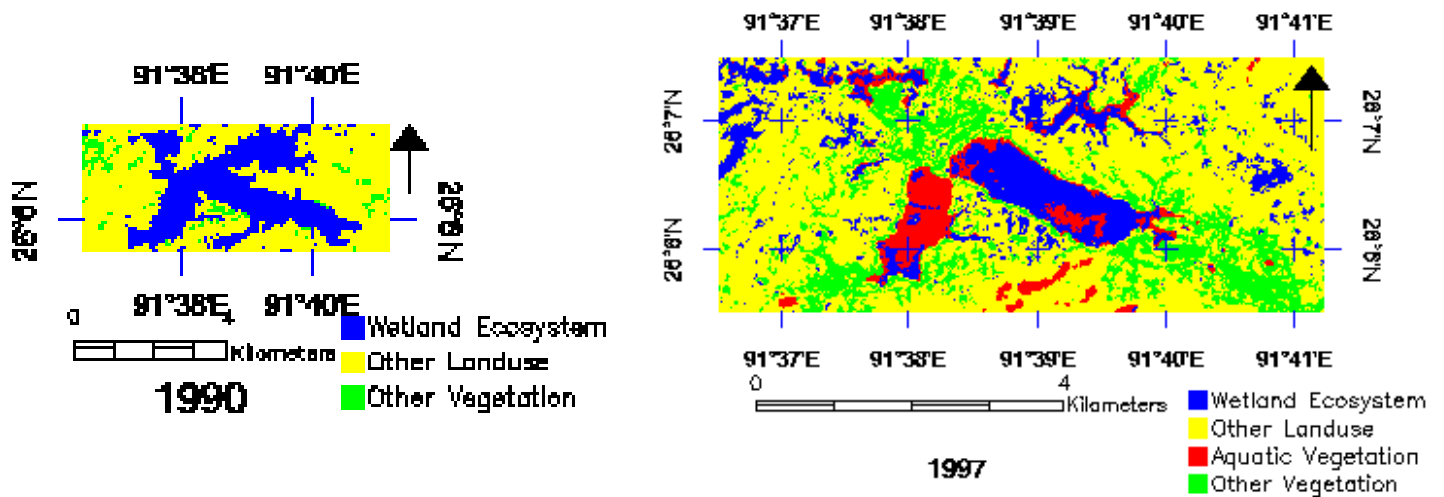 91°38'E 91°40'E
26°6'N
26°6'N
91°38'E 91°40'E
0 4
Kilometers
1990
Wetland Ecosystem
Other Landuse
Other Vegetation
91°37'E 91°38'E 91°39'E 91°40'E 91°41'E
26°7'N
26°7'N
26°6'N
26°6'N
91°37'E 91°38'E 91°39'E 91°40'E 91°41'E
0 4
Kilometers
1997
Wetland Ecosystem
Other Landuse
Aquatic Vegetation
Other Vegetation